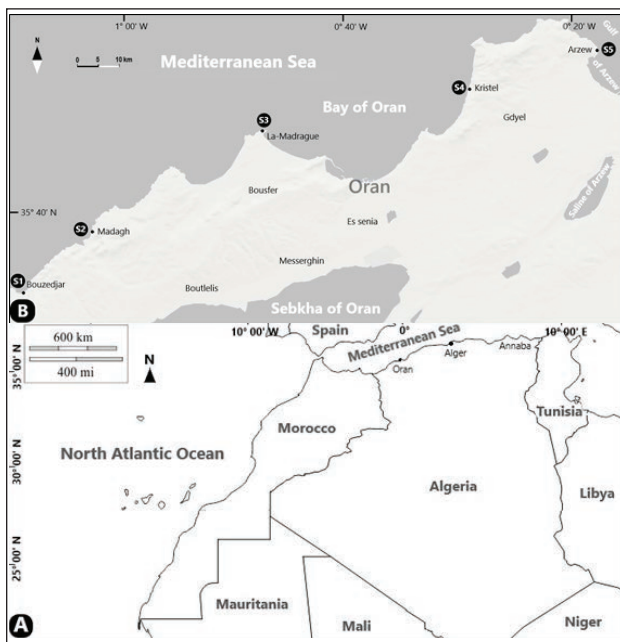 1° 00' W
0° 40' W
0° 20' W
N
0 5 10 km
Mediterranean Sea
Gulf
of Arzew
Arzew
S5
S4
Kristel
Bay of Oran
S3
La-Madrague
Gdyel
Oran
Bousfer
Saline of Arzew
35° 40' N
Es senia
S2
Madagh
Messerghin
S1
Bouzedjar
Boutlelis
Sebkha of Oran
B
600 km
400 mi
N
10° 00' W
0°
10° 00' E
Spain
Mediterranean Sea
Oran
Alger
Annaba
35° 00' N
Tunisia
Morocco
North Atlantic Ocean
30° 00' N
Algeria
Libya
25° 00' N
Mauritania
Mali
Niger
A